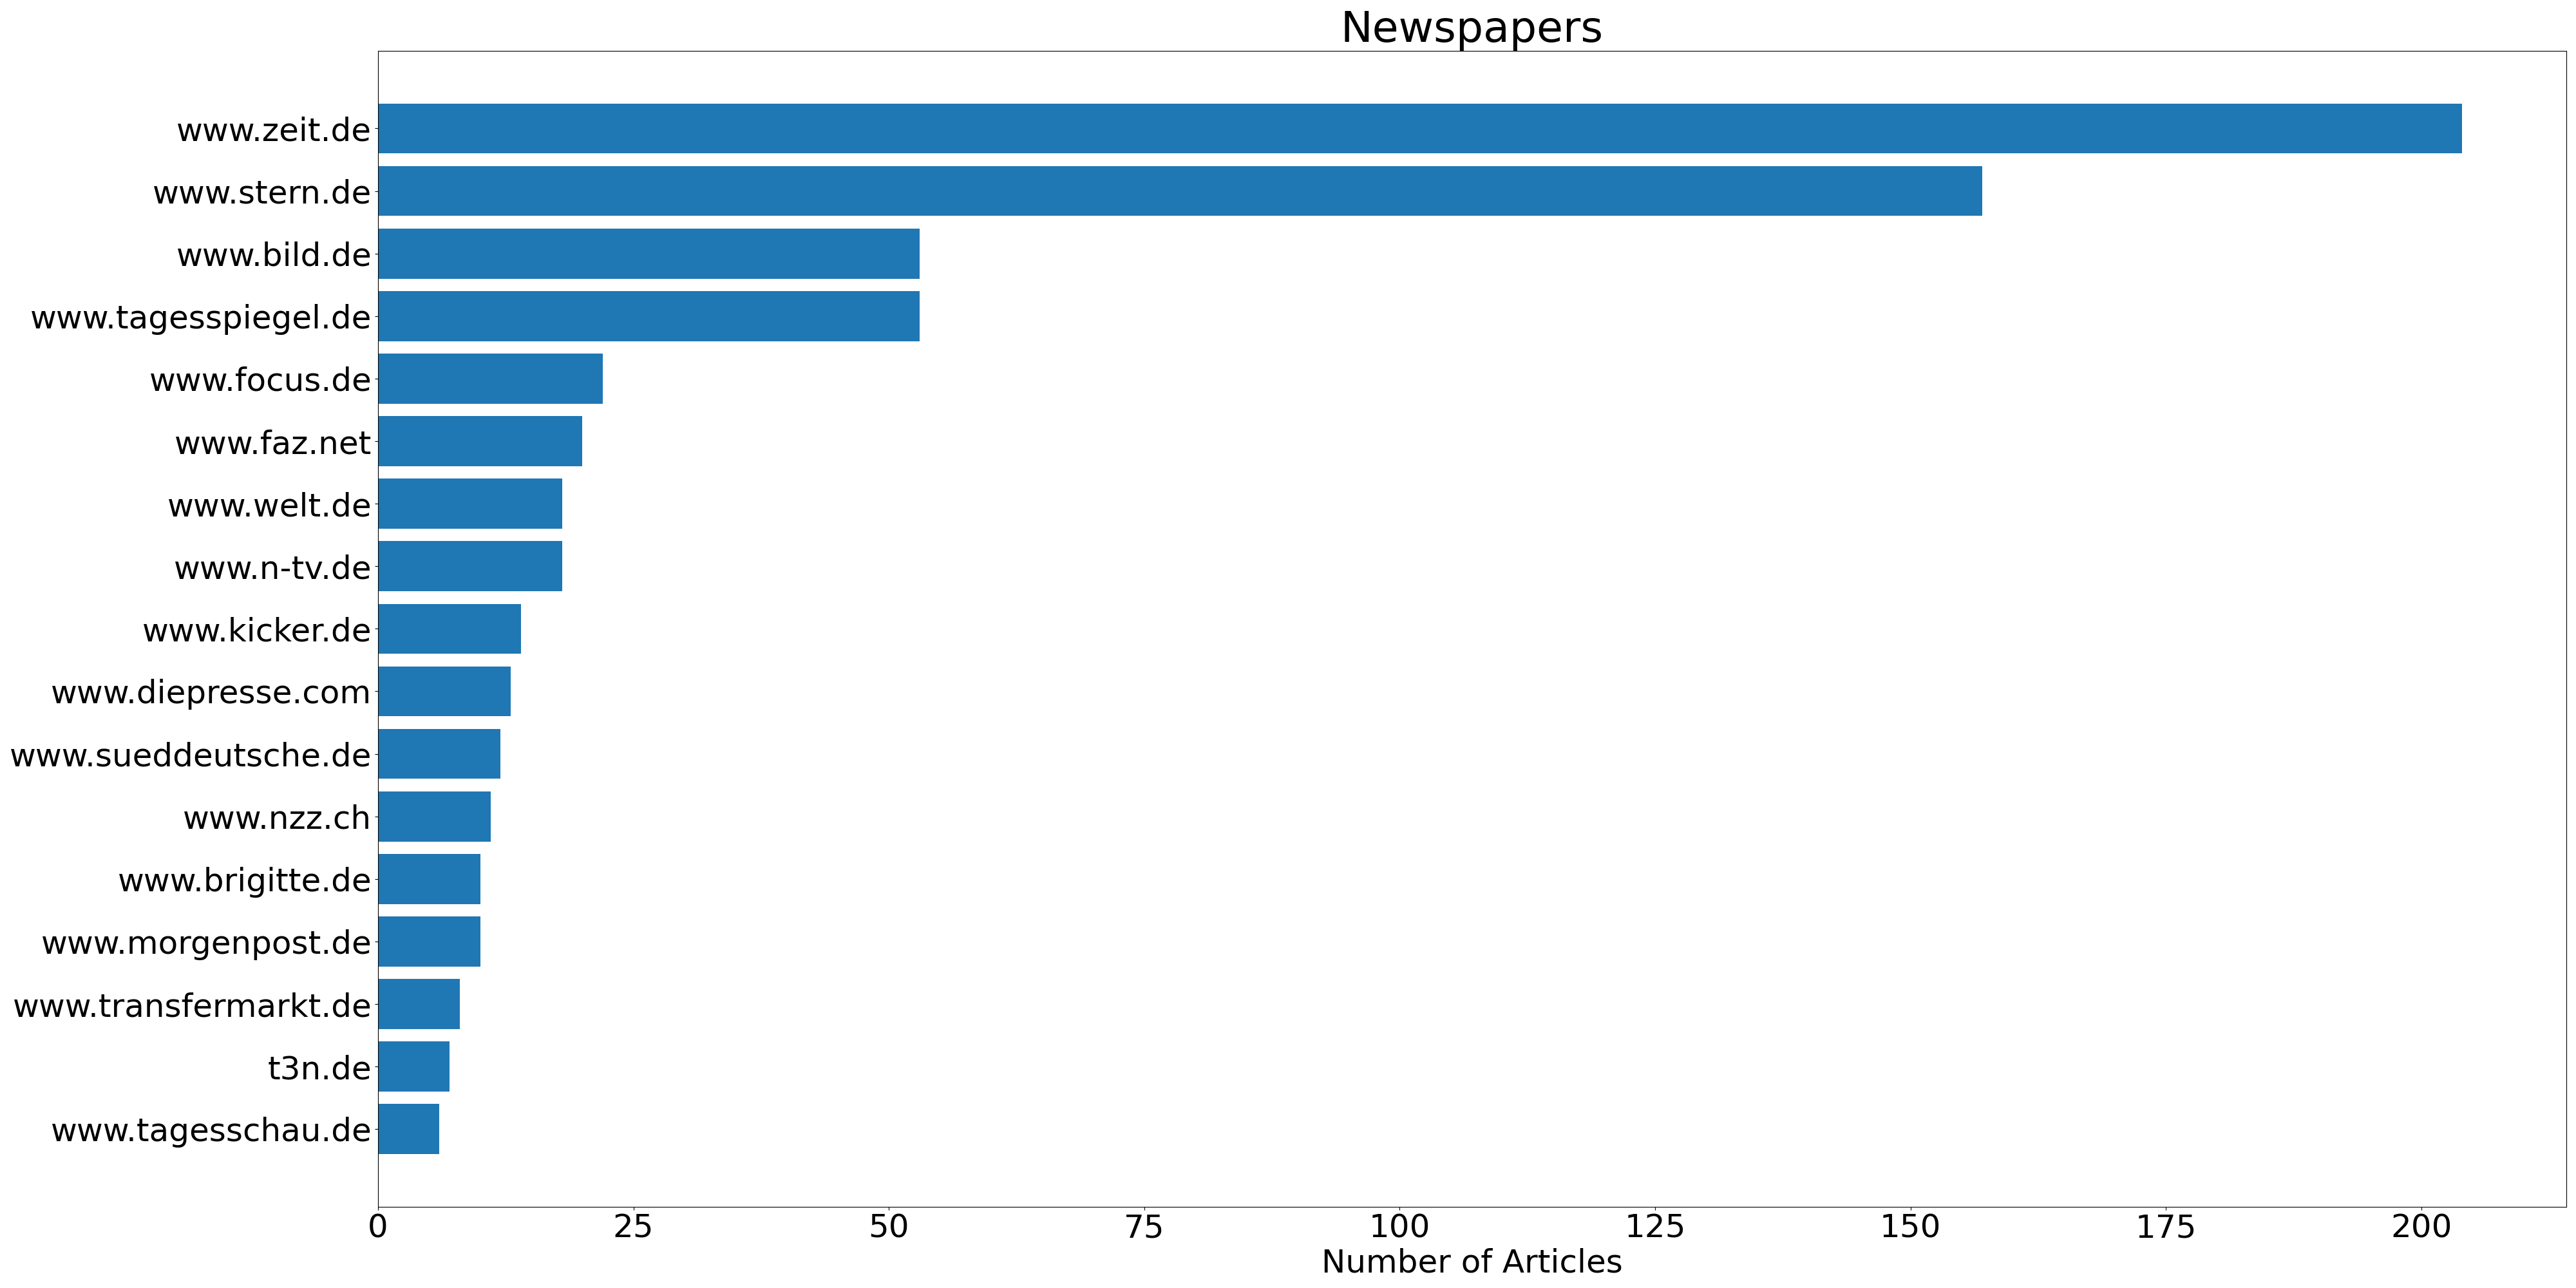 Newspapers
www.zeit.de
www.stern.de
www.bild.de
www.tagesspiegel.de
www.focus.de
www.faz.net
www.welt.de
www.n-tv.de
www.kicker.de
www.diepresse.com
www.sueddeutsche.de
www.nzz.ch
www.brigitte.de
www.morgenpost.de
www.transfermarkt.de
t3n.de
www.tagesschau.de
0 25 50 75 100 125 150 175 200
Number of Articles